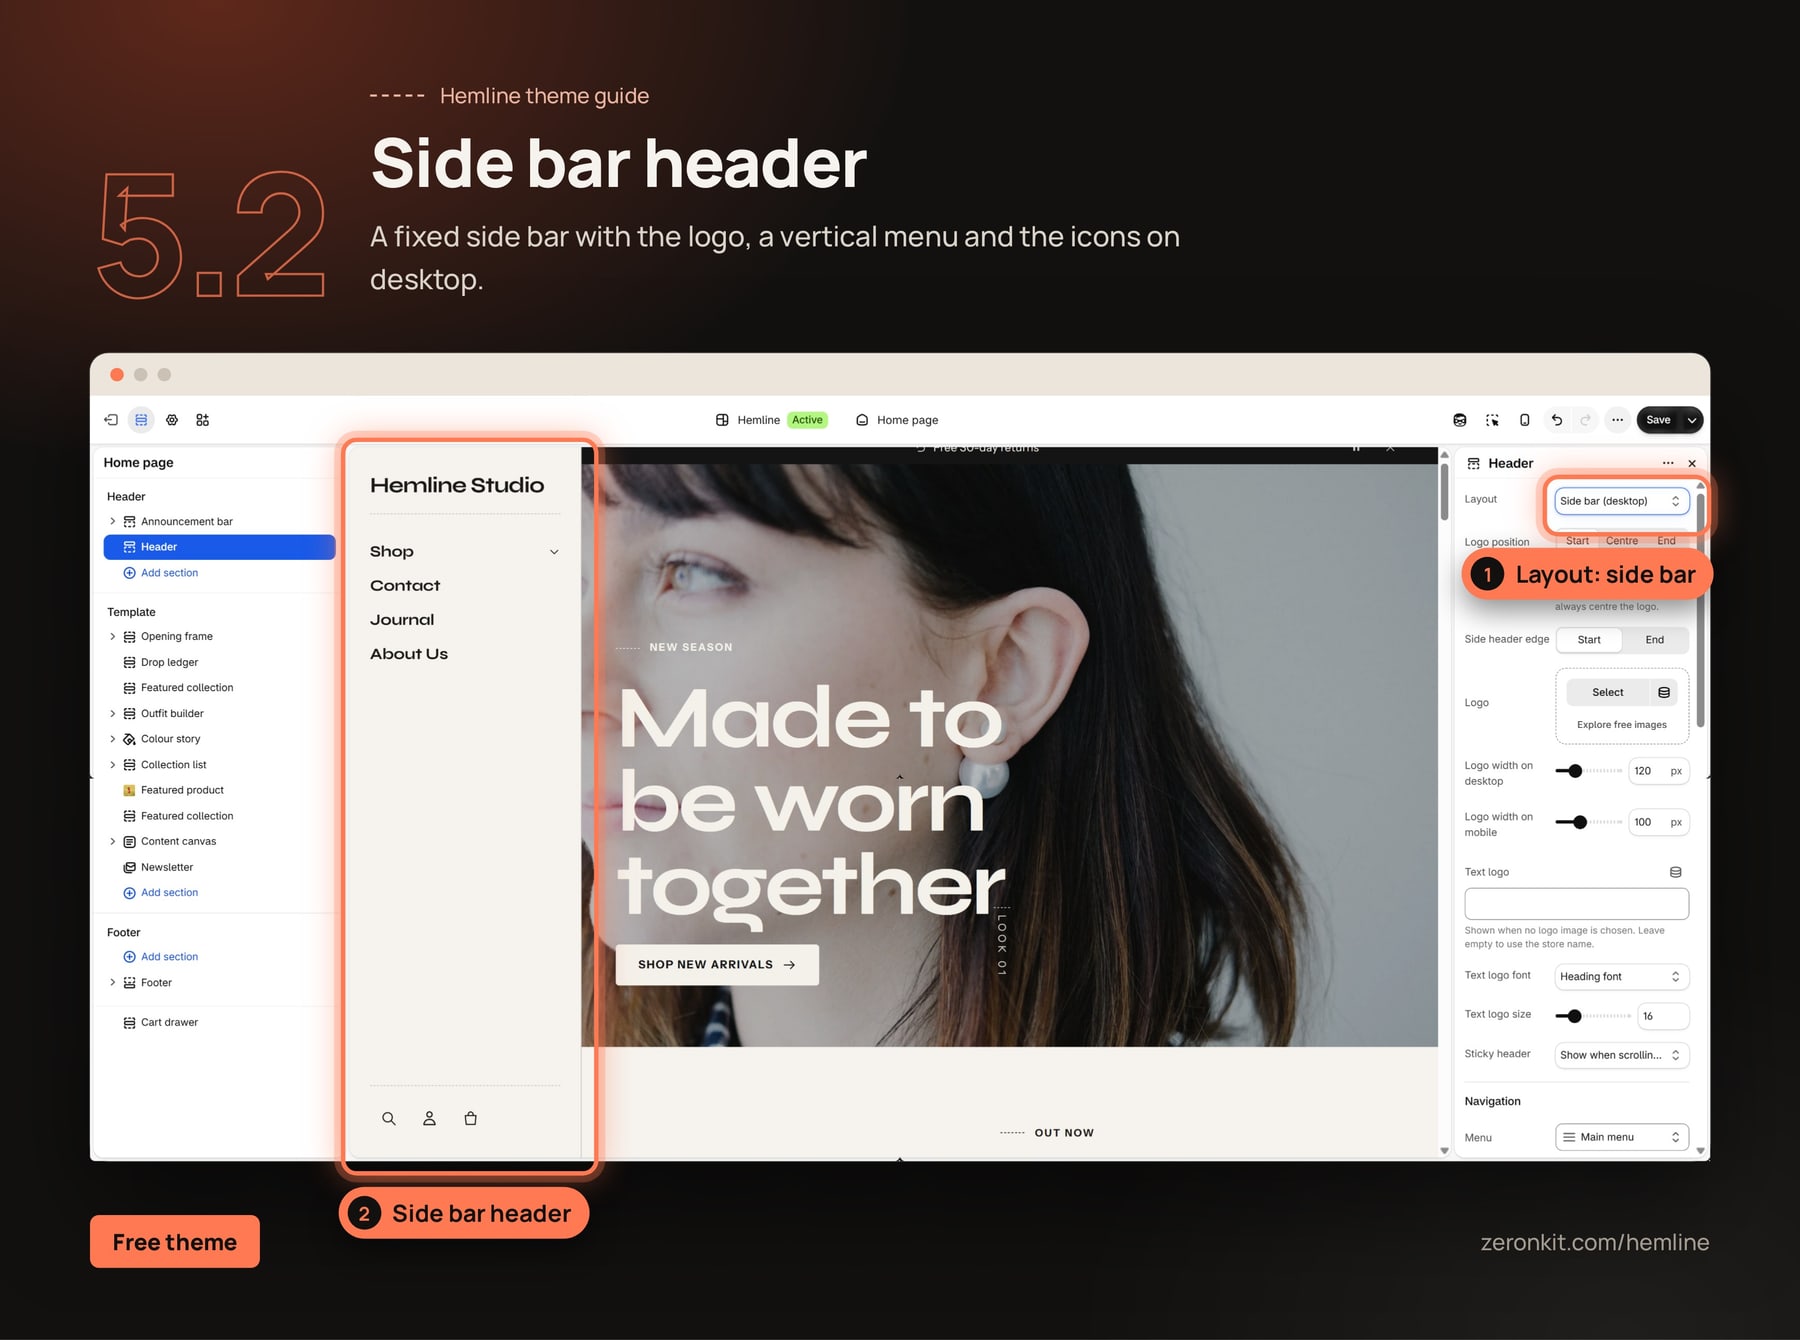 Hemline theme guide
5.2
Side bar header
A fixed side bar with the logo, a vertical menu and the icons on
desktop.
Hemline Active Home page
Save
Home page
Header
Announcement bar
Header
Add section
Template
Opening frame
Drop ledger
Featured collection
Outfit builder
Colour story
Collection list
Featured product
Featured collection
Content canvas
Newsletter
Add section
Footer
Add section
Footer
Cart drawer
Hemline Studio
Shop
Contact
Journal
About Us
Free 30-day returns
NEW SEASON
Made to
be worn
together
LOOK 01
SHOP NEW ARRIVALS
OUT NOW
Header
Layout
Side bar (desktop)
Logo position
Start Centre End
1 Layout: side bar
always centre the logo.
Side header edge
Start End
Logo
Select
Explore free images
Logo width on
desktop
120 px
Logo width on
mobile
100 px
Text logo
Shown when no logo image is chosen. Leave
empty to use the store name.
Text logo font
Heading font
Text logo size
16
Sticky header
Show when scrollin...
Navigation
Menu
Main menu
2 Side bar header
Free theme
zeronkit.com/hemline